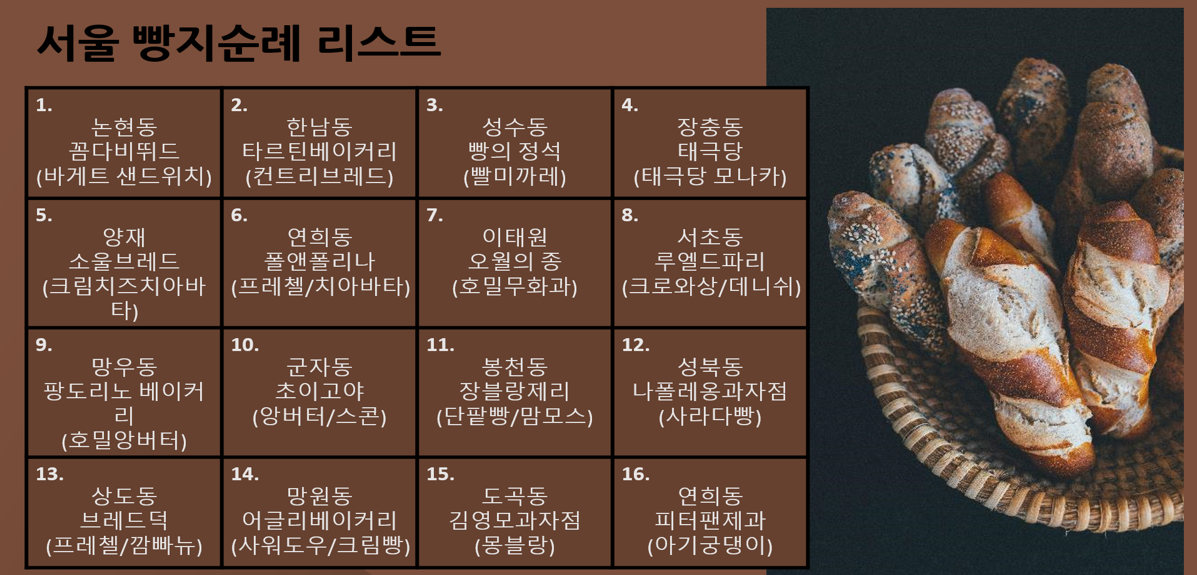 서울 빵지순례 리스트
1.
논현동
꼼다비뛰드
(바게트 샌드위치)
2.
한남동
타르틴베이커리
(컨트리브레드)
3.
성수동
빵의 정석
(빨미까레)
4.
장충동
태극당
(태극당 모나카)
5.
양재
소울브레드
(크림치즈치아바
타)
6.
연희동
폴앤폴리나
(프레첼/치아바타)
7.
이태원
오월의 종
(호밀무화과)
8.
서초동
루엘드파리
(크로와상/데니쉬)
9.
망우동
팡도리노 베이커
리
(호밀앙버터)
10.
군자동
초이고야
(앙버터/스콘)
11.
봉천동
장블랑제리
(단팥빵/맘모스)
12.
성북동
나폴레옹과자점
(사라다빵)
13.
상도동
브레드덕
(프레첼/깜빠뉴)
14.
망원동
어글리베이커리
(사워도우/크림빵)
15.
도곡동
김영모과자점
(몽블랑)
16.
연희동
피터팬제과
(아기궁댕이)